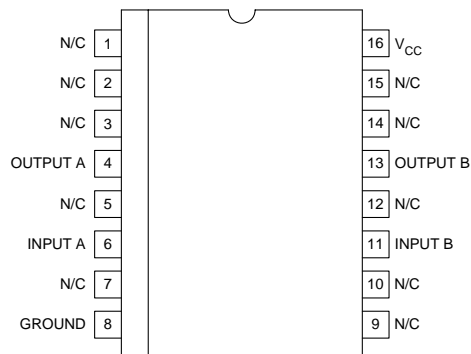 N/C 1 16 VCC
N/C 2 15 N/C
N/C 3 14 N/C
OUTPUT A 4 13 OUTPUT B
N/C 5 12 N/C
INPUT A 6 11 INPUT B
N/C 7 10 N/C
GROUND 8 9 N/C